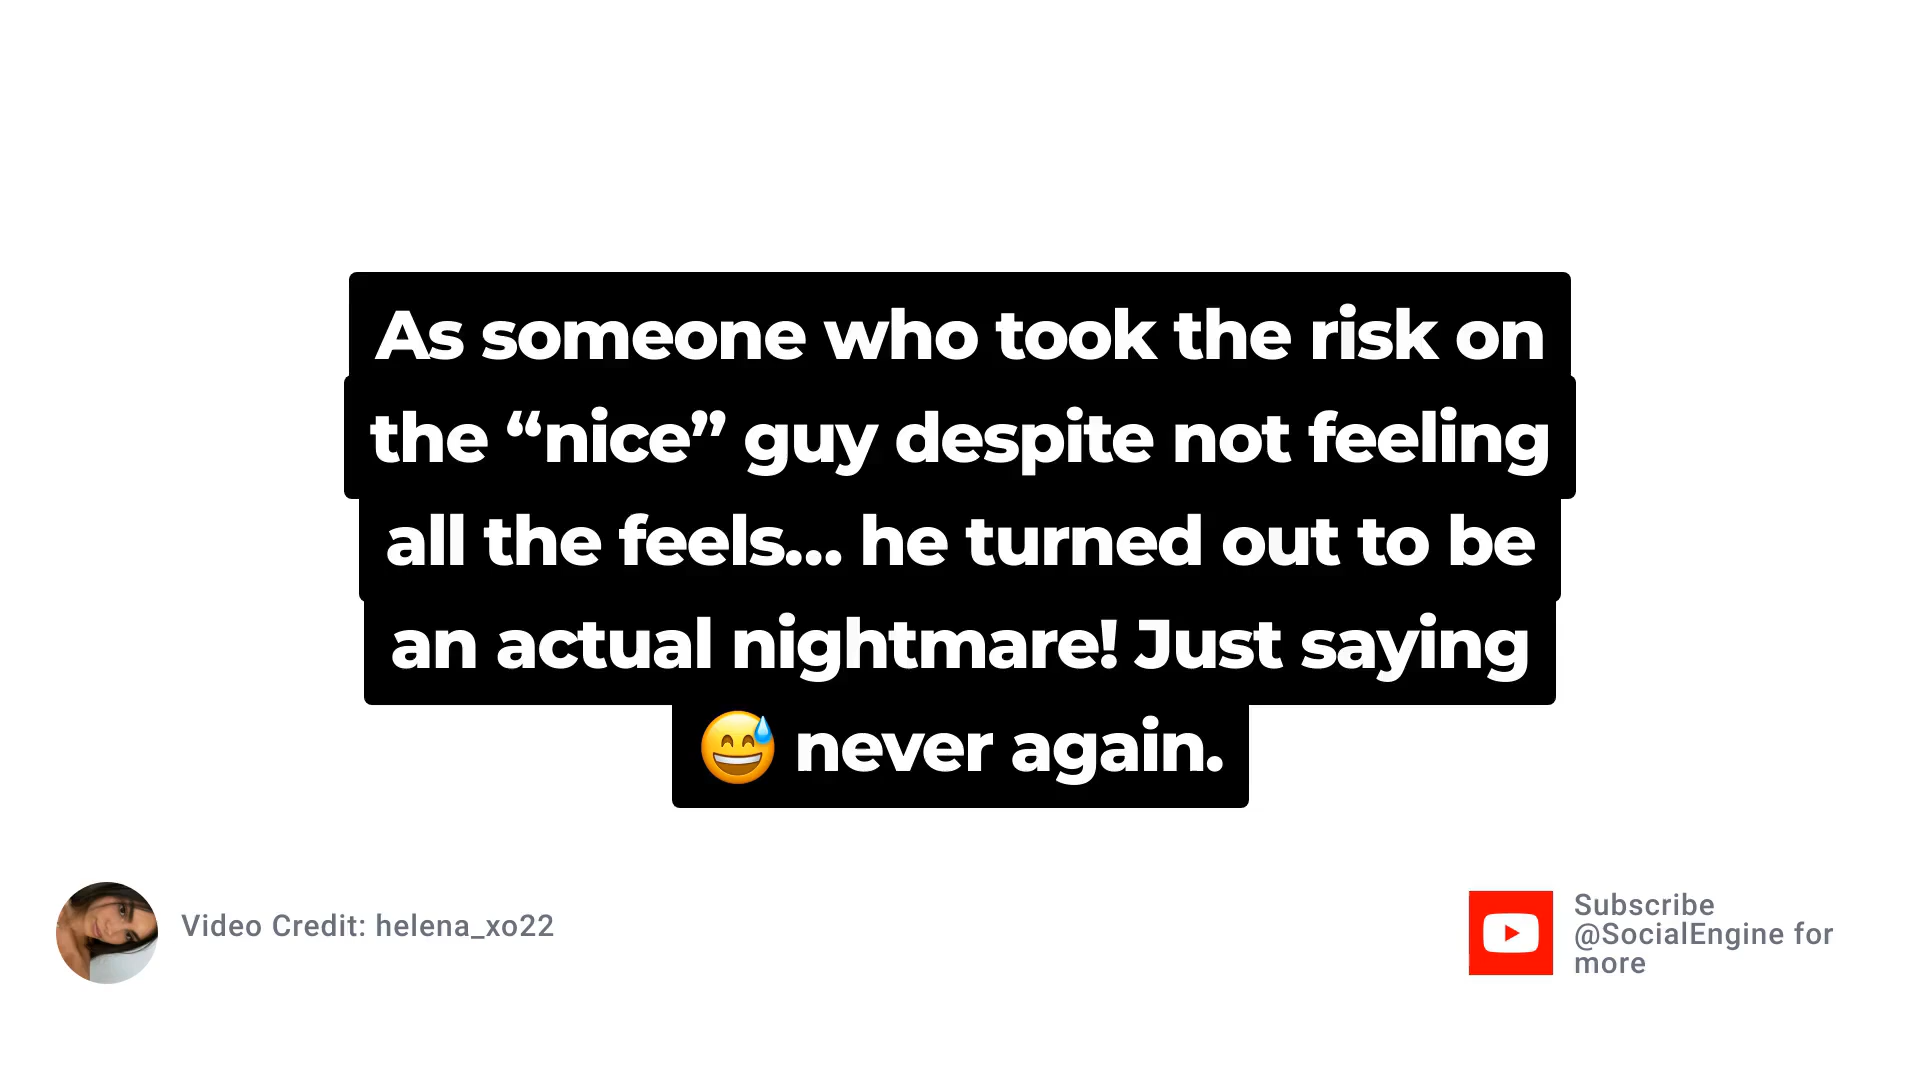 As someone who took the risk on
the “nice” guy despite not feeling
all the feels... he turned out to be
an actual nightmare! Just saying
😅 never again.
Video Credit: helena_xo22
Subscribe
@SocialEngine for
more